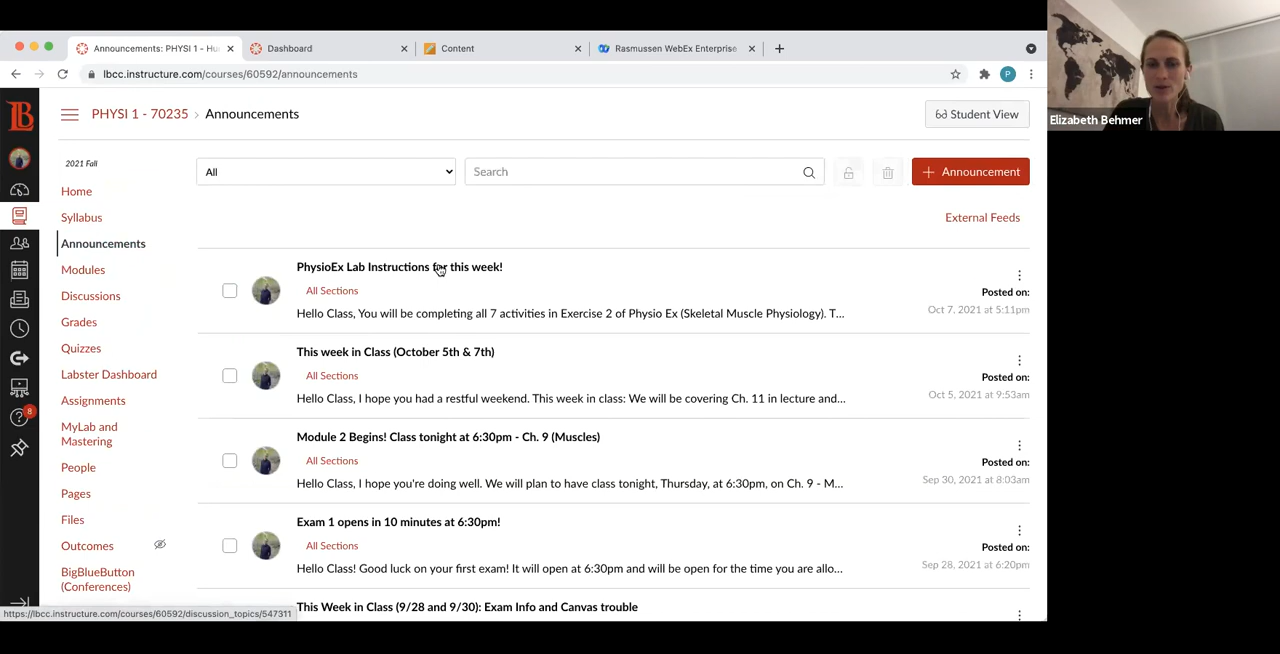 Announcements: PHYSI 1 - Hu
Dashboard
Content
Rasmussen WebEx Enterprise
lbcc.instructure.com/courses/60592/announcements
P
PHYSI 1 - 70235 › Announcements
Student View
2021 Fall
Home
Syllabus
Announcements
Modules
Discussions
Grades
Quizzes
Labster Dashboard
Assignments
MyLab and
Mastering
People
Pages
Files
Outcomes
BigBlueButton
(Conferences)
8
All
Search
+ Announcement
External Feeds
PhysioEx Lab Instructions for this week!
All Sections
Hello Class, You will be completing all 7 activities in Exercise 2 of Physio Ex (Skeletal Muscle Physiology). T...
Posted on:
Oct 7, 2021 at 5:11pm
This week in Class (October 5th & 7th)
All Sections
Hello Class, I hope you had a restful weekend. This week in class: We will be covering Ch. 11 in lecture and...
Posted on:
Oct 5, 2021 at 9:53am
Module 2 Begins! Class tonight at 6:30pm - Ch. 9 (Muscles)
All Sections
Hello Class, I hope you're doing well. We will plan to have class tonight, Thursday, at 6:30pm, on Ch. 9 - M...
Posted on:
Sep 30, 2021 at 8:03am
Exam 1 opens in 10 minutes at 6:30pm!
All Sections
Hello Class! Good luck on your first exam! It will open at 6:30pm and will be open for the time you are allo...
Posted on:
Sep 28, 2021 at 6:20pm
This Week in Class (9/28 and 9/30): Exam Info and Canvas trouble
https://lbcc.instructure.com/courses/60592/discussion_topics/547311
Elizabeth Behmer